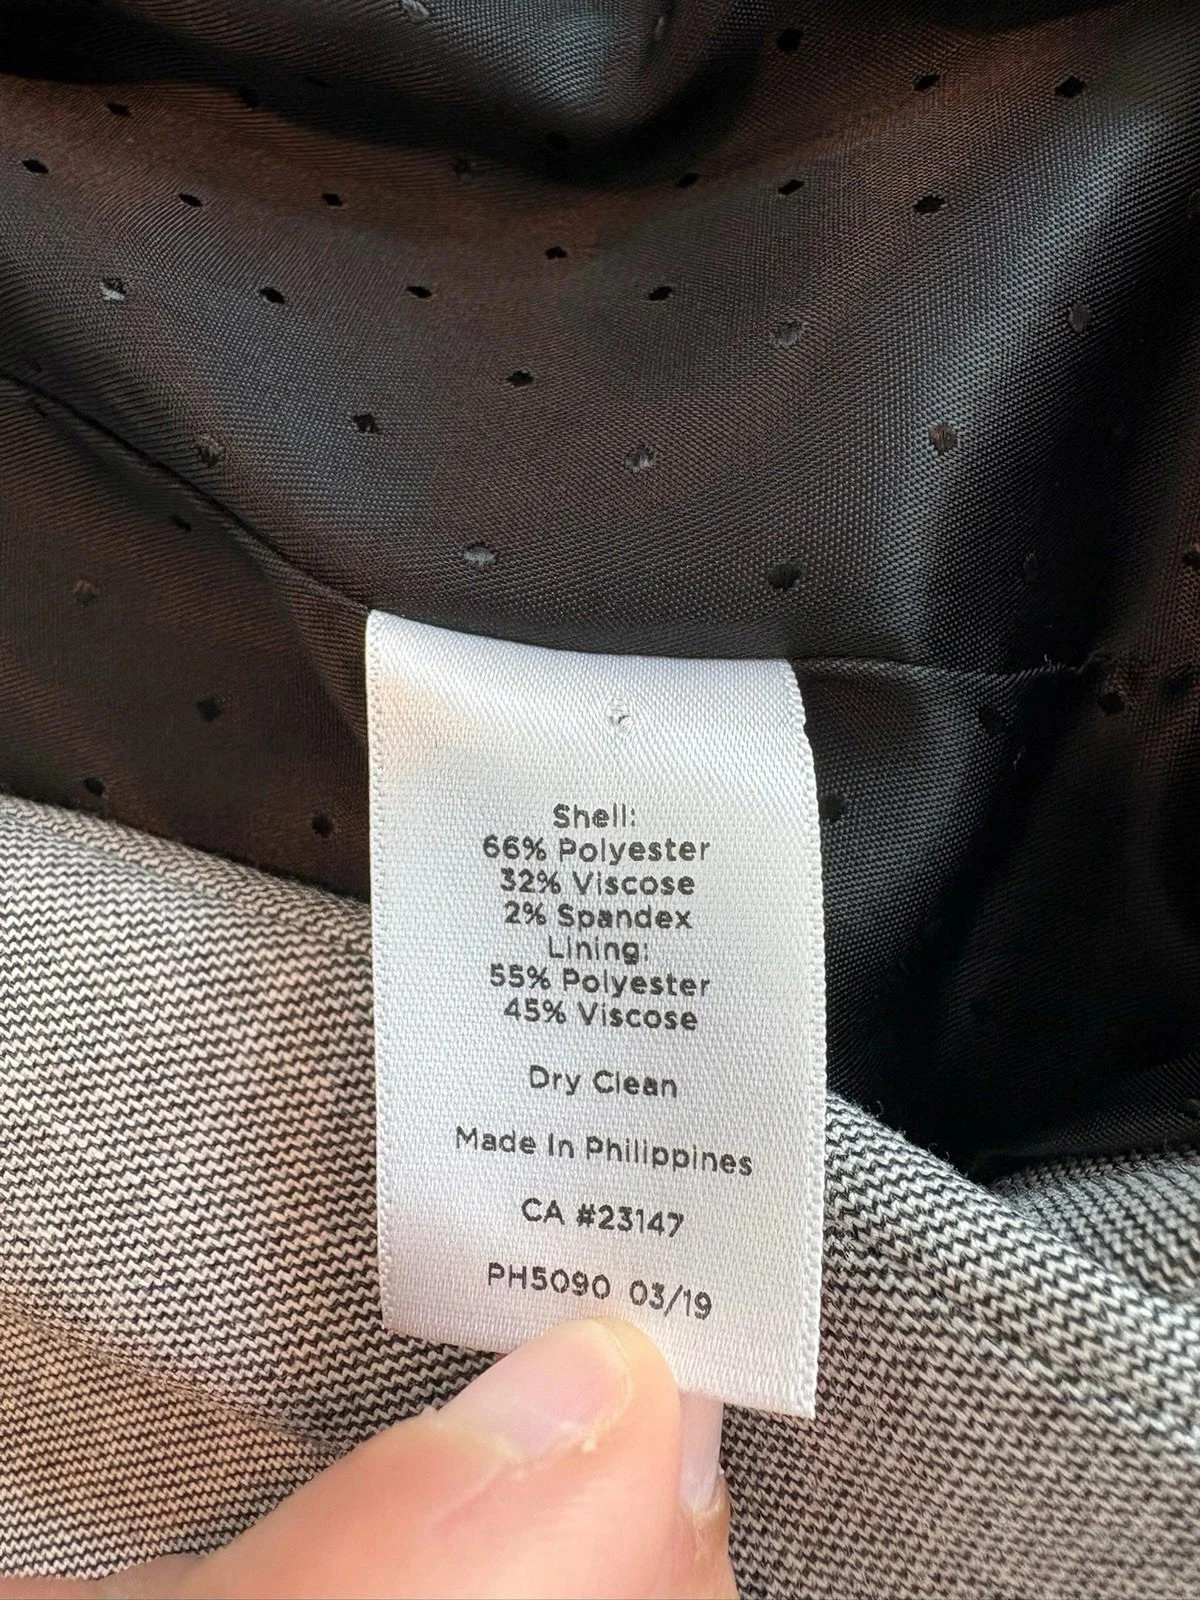 Shell:
66% Polyester
32% Viscose
2% Spandex
Lining:
55% Polyester
45% Viscose
Dry Clean
Made In Philippines
CA #23147
PH5090 03/19